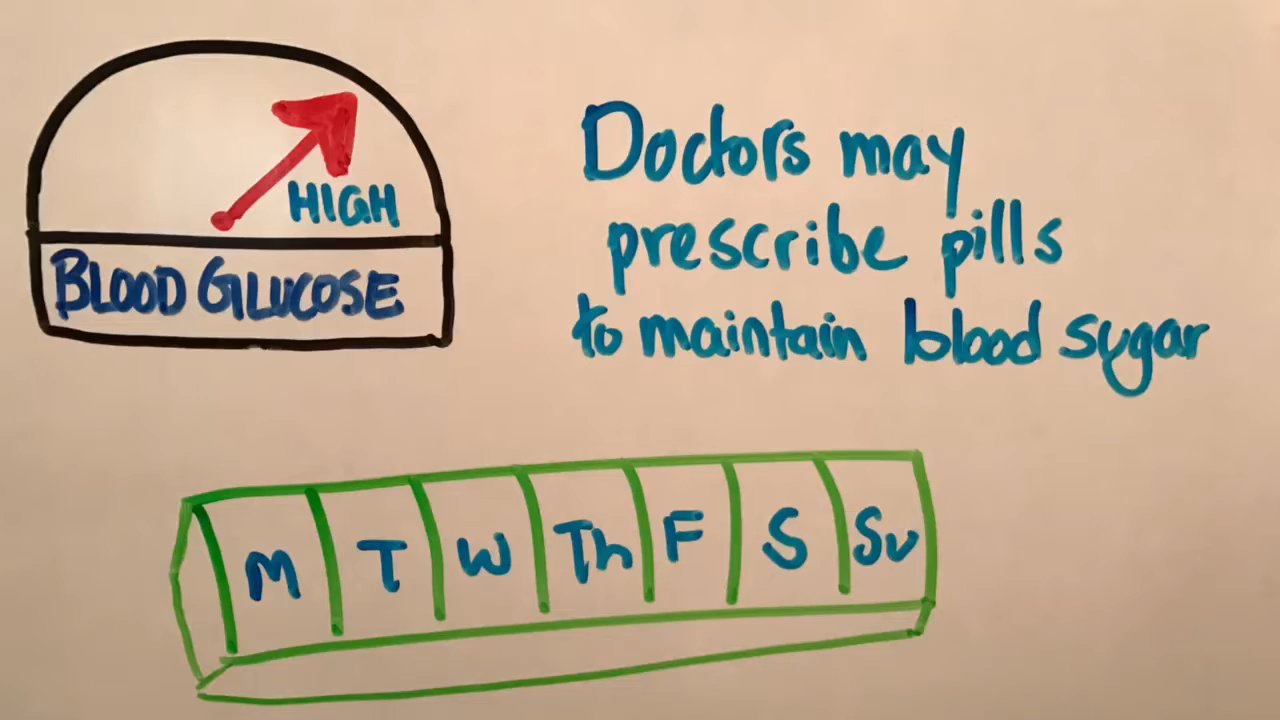 HIGH
BLOOD GLUCOSE
Doctors may
prescribe pills
to maintain blood sugar
M T W Th F S Su